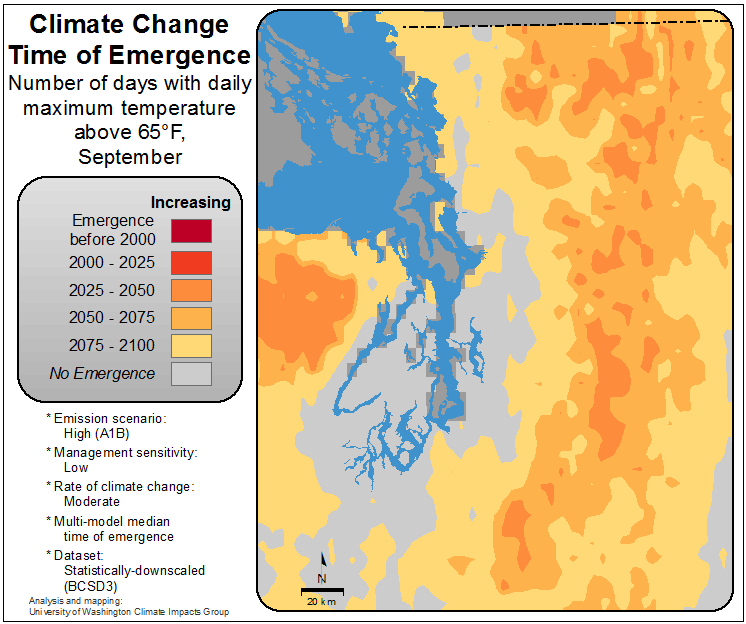 Climate Change
Time of Emergence
Number of days with daily
maximum temperature
above 65°F,
September
Increasing
Emergence
before 2000
2000 - 2025
2025 - 2050
2050 - 2075
2075 - 2100
No Emergence
* Emission scenario:
High (A1B)
* Management sensitivity:
Low
* Rate of climate change:
Moderate
* Multi-model median
time of emergence
* Dataset:
Statistically-downscaled
(BCSD3)
Analysis and mapping:
University of Washington Climate Impacts Group
N
20 km